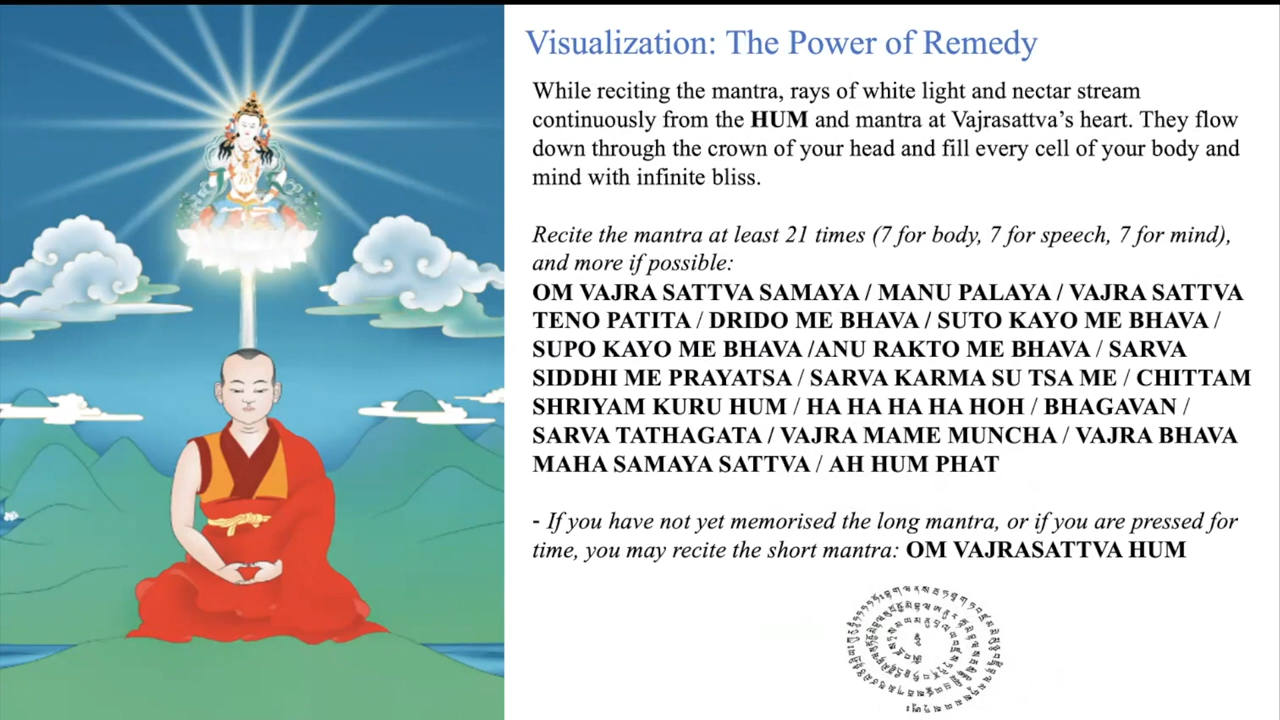 Visualization: The Power of Remedy
While reciting the mantra, rays of white light and nectar stream
continuously from the HUM and mantra at Vajrasattva’s heart. They flow
down through the crown of your head and fill every cell of your body and
mind with infinite bliss.
Recite the mantra at least 21 times (7 for body, 7 for speech, 7 for mind),
and more if possible:
OM VAJRA SATTVA SAMAYA / MANU PALAYA / VAJRA SATTVA
TENO PATITA / DRIDO ME BHAVA / SUTO KAYO ME BHAVA /
SUPO KAYO ME BHAVA /ANU RAKTO ME BHAVA / SARVA
SIDDHI ME PRAYATSA / SARVA KARMA SU TSA ME / CHITTAM
SHRIYAM KURU HUM / HA HA HA HA HOH / BHAGAVAN /
SARVA TATHAGATA / VAJRA MAME MUNCHA / VAJRA BHAVA
MAHA SAMAYA SATTVA / AH HUM PHAT
- If you have not yet memorised the long mantra, or if you are pressed for
time, you may recite the short mantra: OM VAJRASATTVA HUM